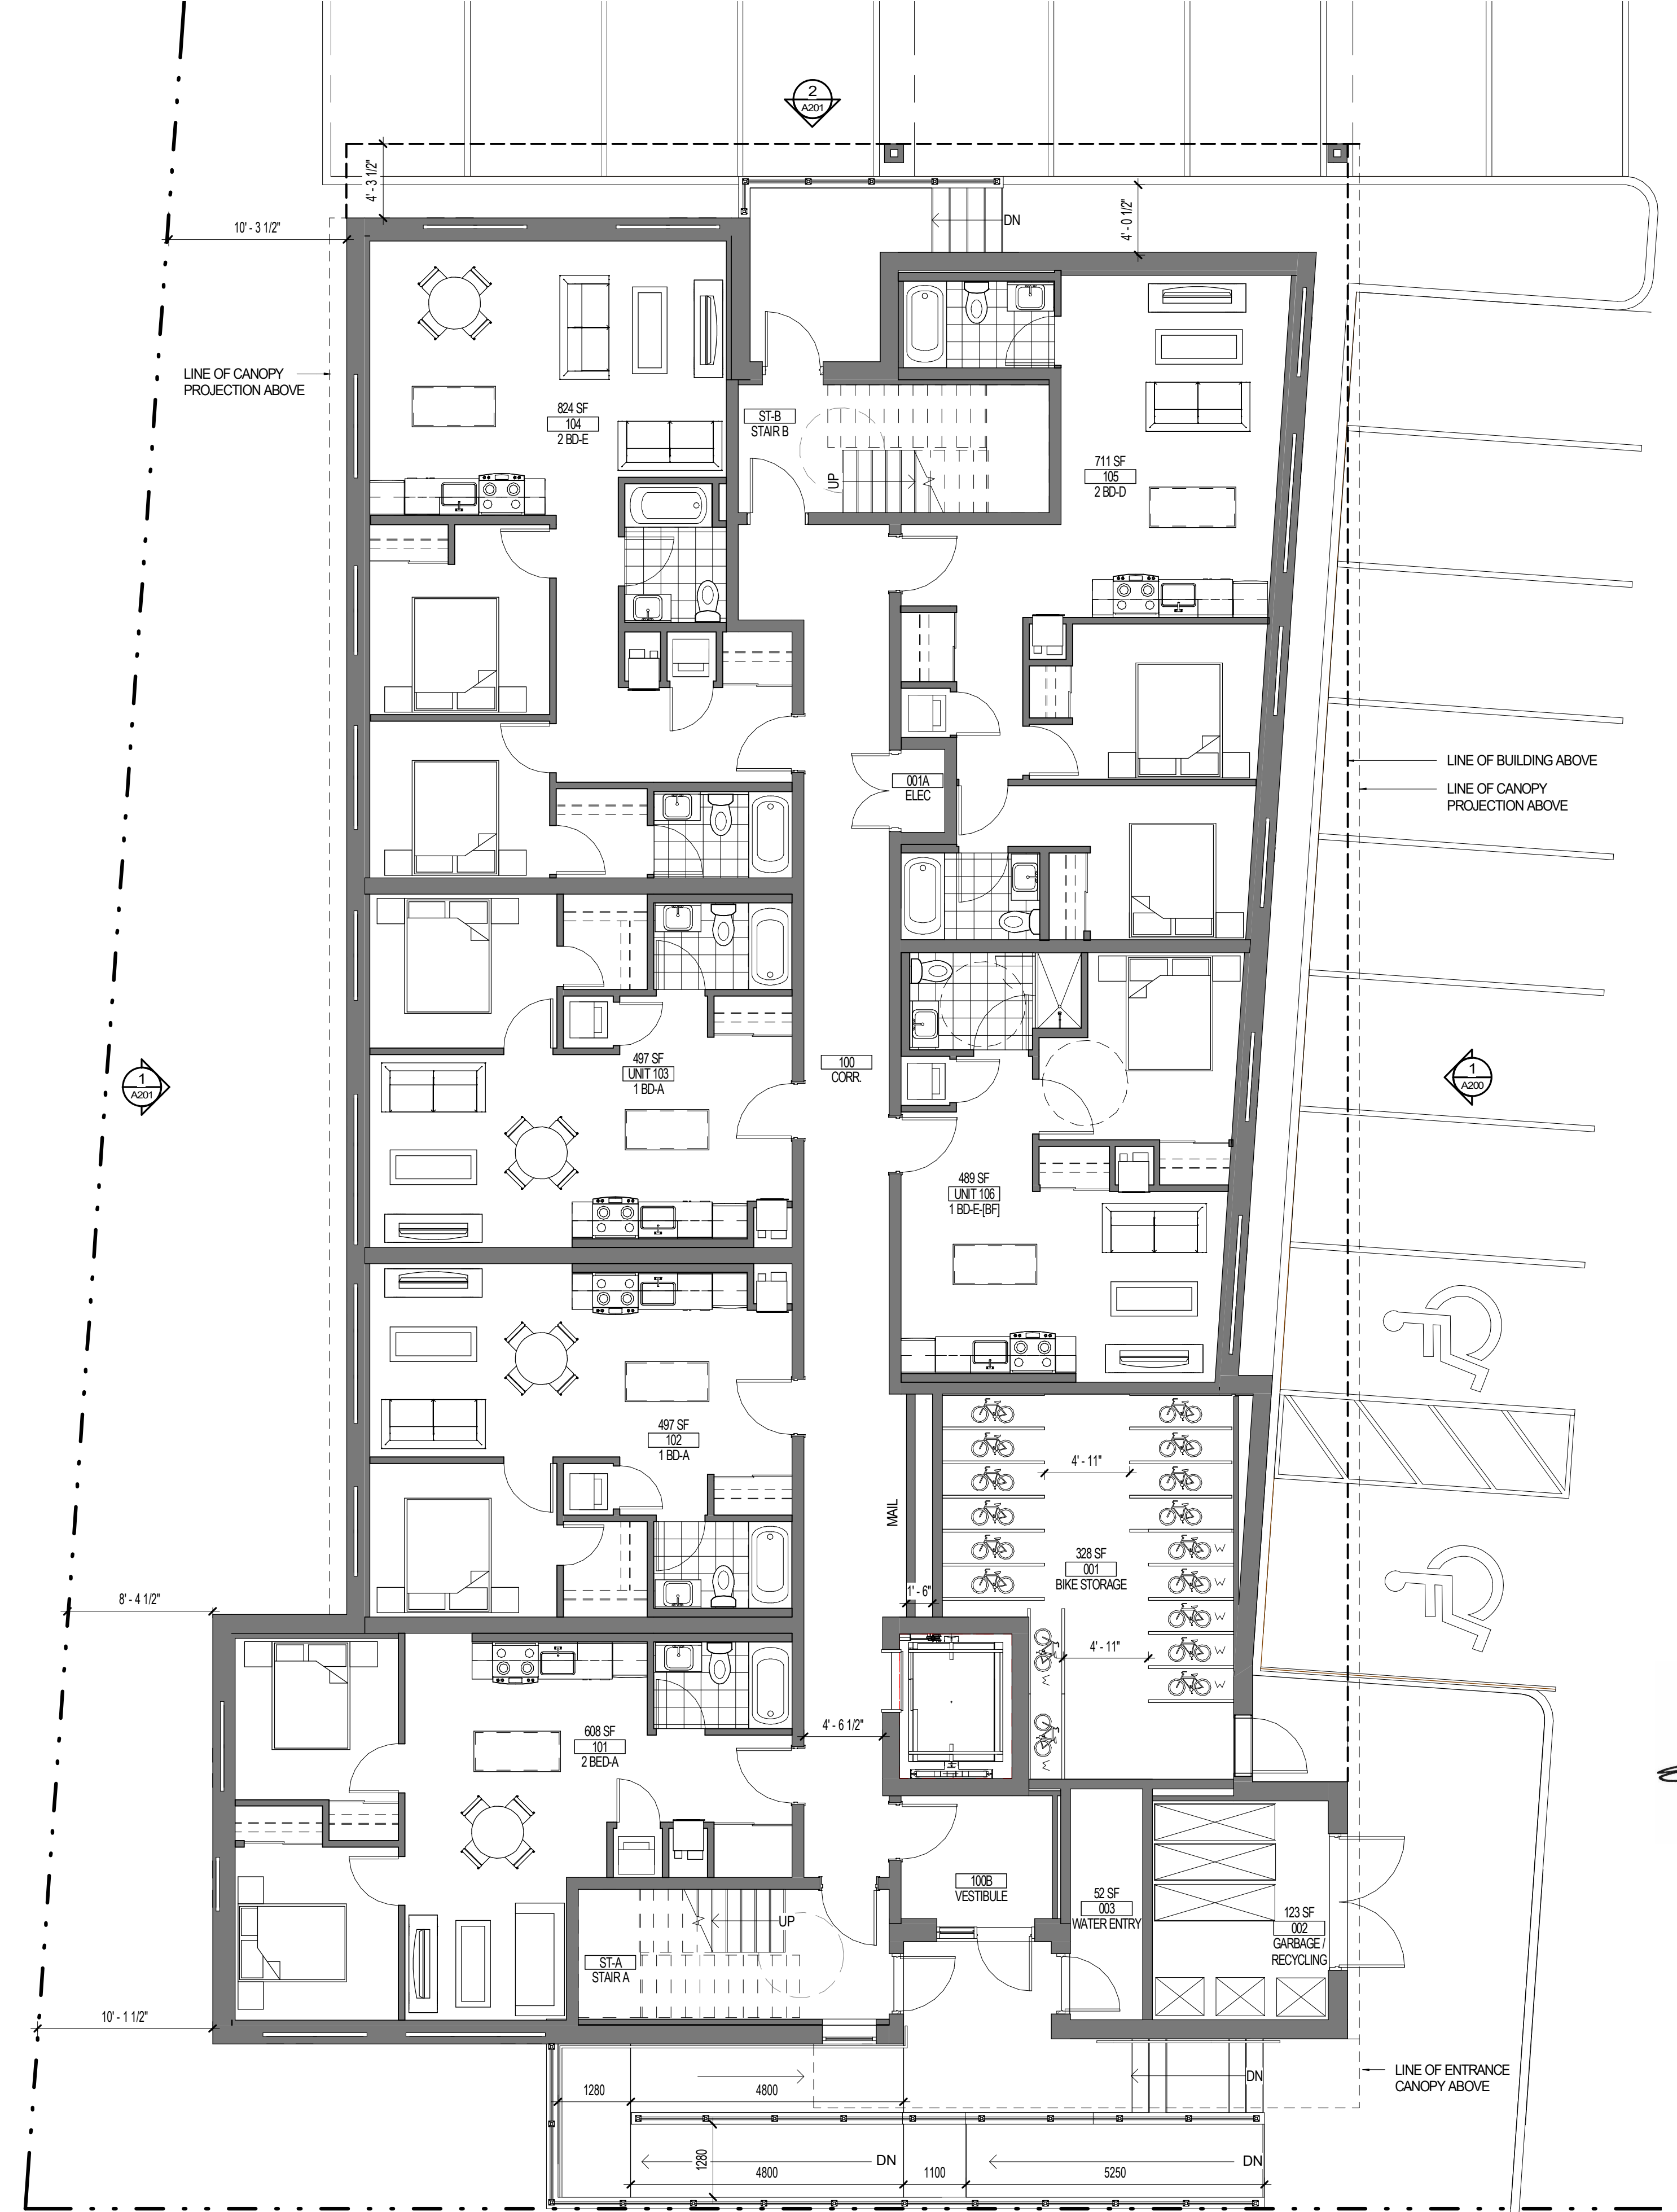 2
A201
4' - 3 1/2"
10' - 3 1/2"
DN
4' - 0 1/2"
LINE OF CANOPY
PROJECTION ABOVE
824 SF
104
2 BD-E
ST-B
STAIR B
UP
711 SF
105
2 BD-D
001A
ELEC
LINE OF BUILDING ABOVE
LINE OF CANOPY
PROJECTION ABOVE
1
A201
497 SF
UNIT 103
1 BD-A
100
CORR.
1
A200
489 SF
UNIT 106
1 BD-E-[BF]
497 SF
102
1 BD-A
MAIL
4' - 11"
328 SF
001
BIKE STORAGE
W
W
W
W
W
1' - 6"
8' - 4 1/2"
4' - 11"
W
W
608 SF
101
2 BED-A
4' - 6 1/2"
100B
VESTIBULE
52 SF
003
WATER ENTRY
123 SF
002
GARBAGE /
RECYCLING
UP
ST-A
STAIR A
10' - 1 1/2"
1280
4800
DN
LINE OF ENTRANCE
CANOPY ABOVE
1280
DN
DN
4800
1100
5250